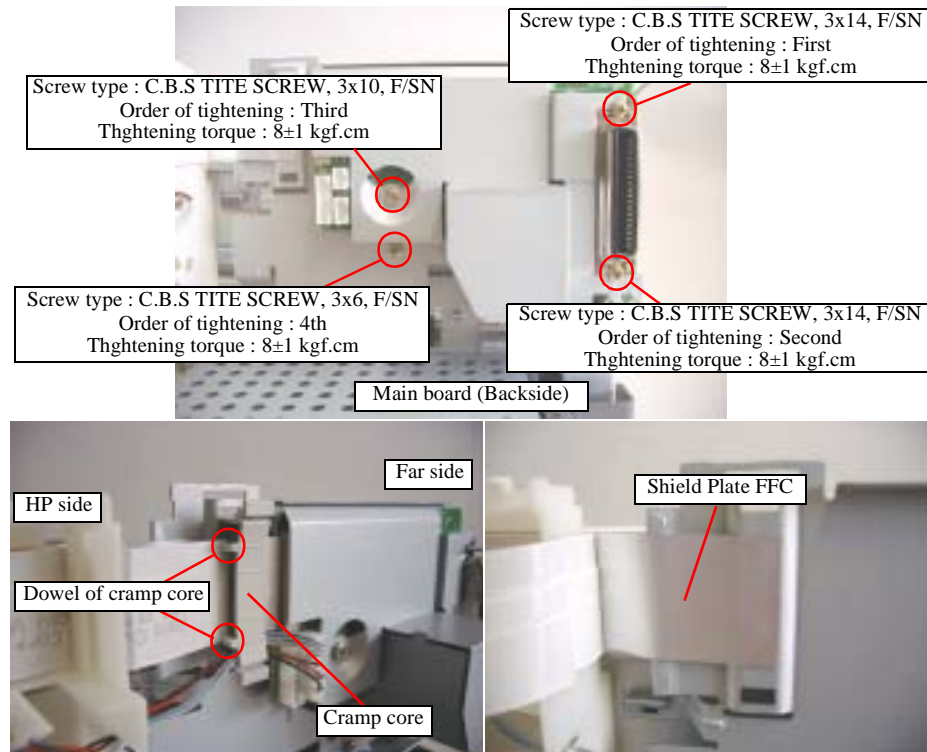 Screw type : C.B.S TITE SCREW, 3x14, F/SN
Order of tightening : First
Thghtening torque : 8±1 kgf.cm
Screw type : C.B.S TITE SCREW, 3x10, F/SN
Order of tightening : Third
Thghtening torque : 8±1 kgf.cm
Screw type : C.B.S TITE SCREW, 3x6, F/SN
Order of tightening : 4th
Thghtening torque : 8±1 kgf.cm
Screw type : C.B.S TITE SCREW, 3x14, F/SN
Order of tightening : Second
Thghtening torque : 8±1 kgf.cm
Main board (Backside)
HP side
Far side
Dowel of cramp core
Cramp core
Shield Plate FFC